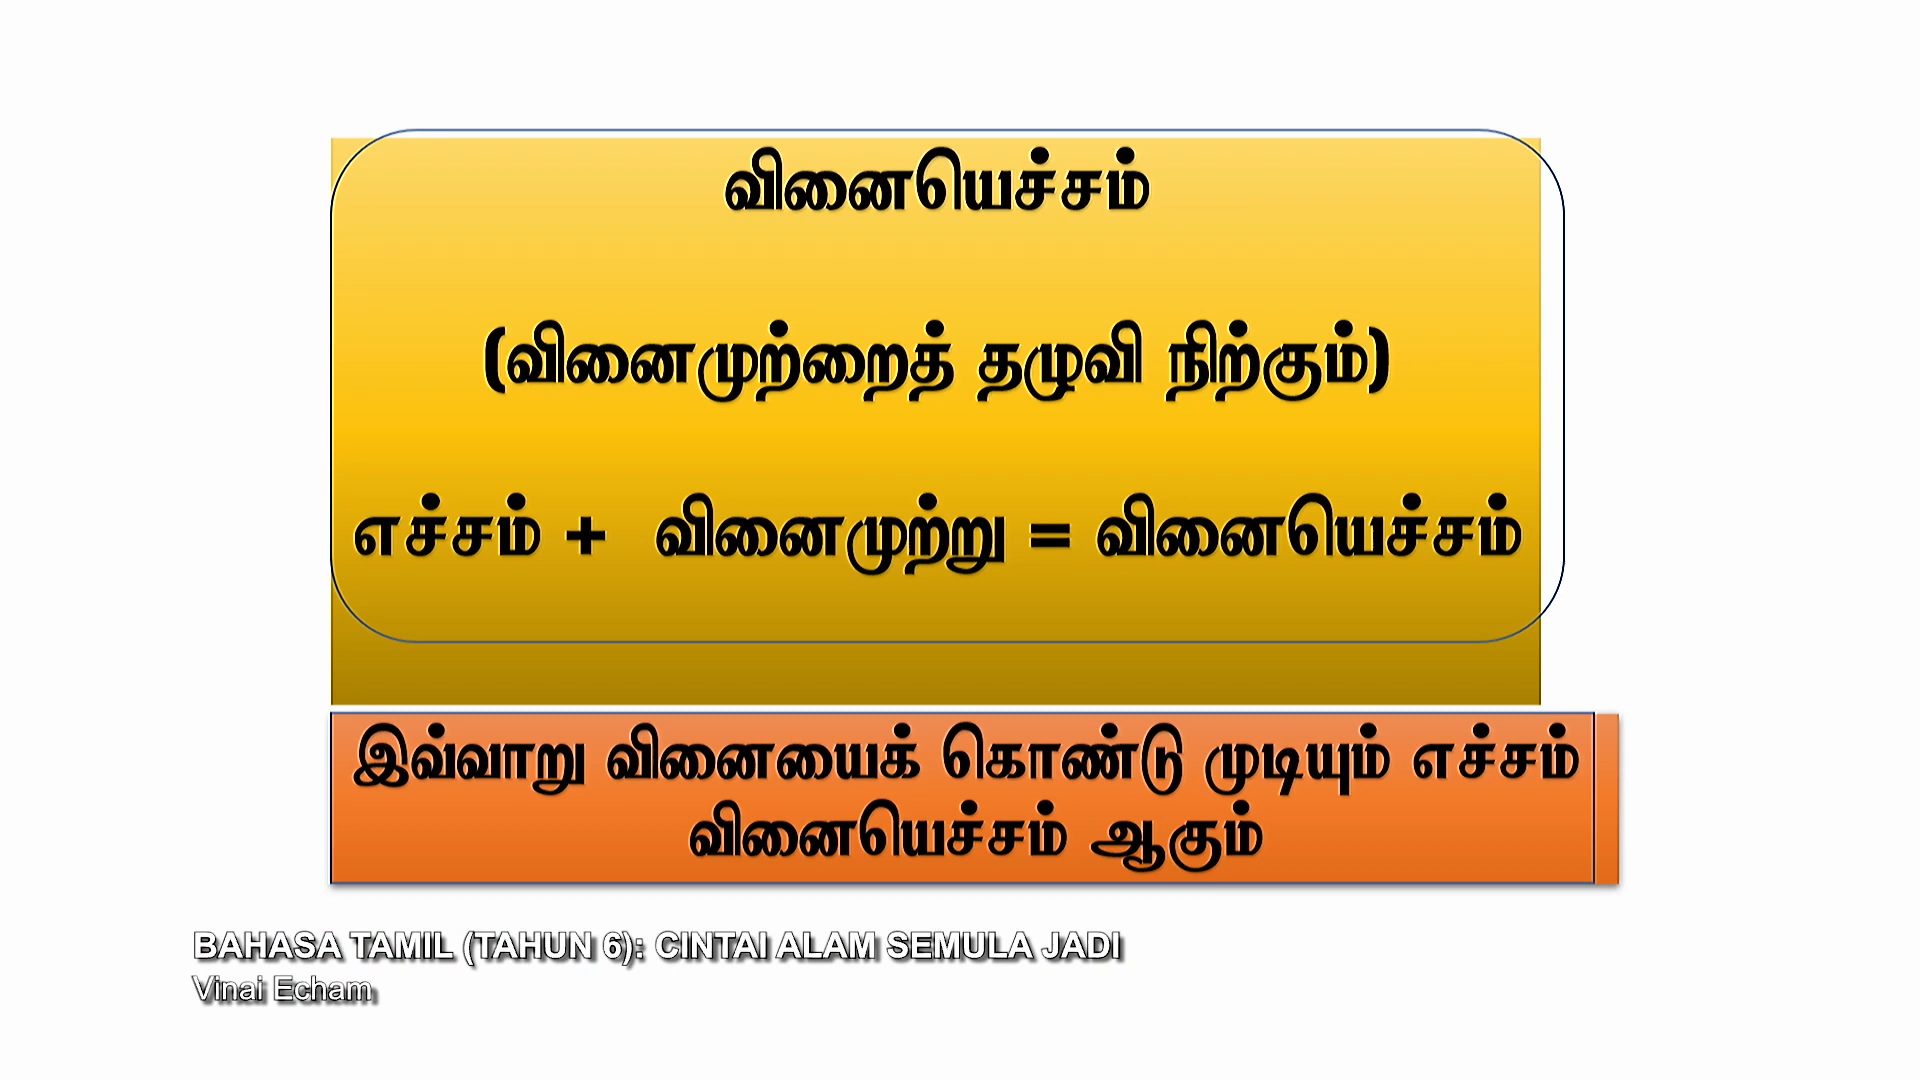 வினையெச்சம்
(வினைமுற்றைத் தழுவி நிற்கும்)
எச்சம் + வினைமுற்று = வினையெச்சம்
இவ்வாறு வினையைக் கொண்டு முடியும் எச்சம்
வினையெச்சம் ஆகும்
BAHASA TAMIL (TAHUN 6): CINTAI ALAM SEMULA JADI
Vinai Echam